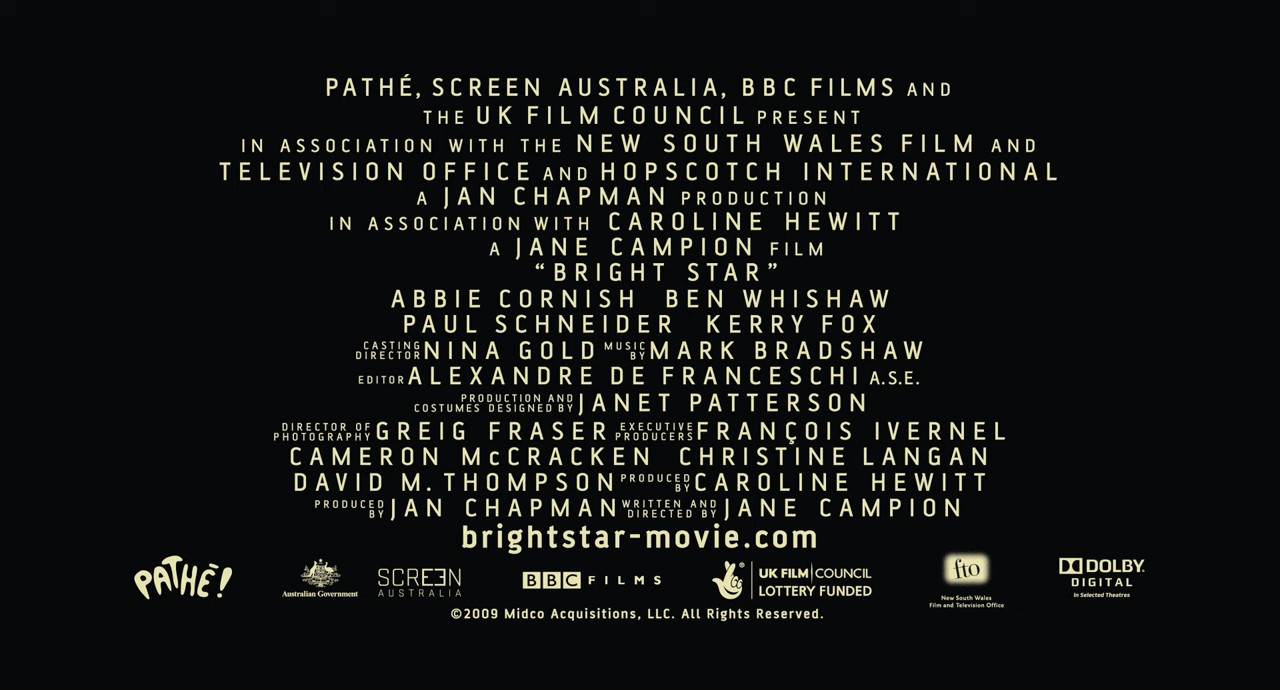 PATHÉ, SCREEN AUSTRALIA, BBC FILMS AND
THE UK FILM COUNCIL PRESENT
IN ASSOCIATION WITH THE NEW SOUTH WALES FILM AND
TELEVISION OFFICE AND HOPSCOTCH INTERNATIONAL
A JAN CHAPMAN PRODUCTION
IN ASSOCIATION WITH CAROLINE HEWITT
A JANE CAMPION FILM
“BRIGHT STAR”
ABBIE CORNISH BEN WHISHAW
PAUL SCHNEIDER KERRY FOX
CASTING DIRECTOR NINA GOLD MUSIC BY MARK BRADSHAW
EDITOR ALEXANDRE DE FRANCESCHI A.S.E.
PRODUCTION AND COSTUMES DESIGNED BY JANET PATTERSON
DIRECTOR OF PHOTOGRAPHY GREIG FRASER EXECUTIVE PRODUCERS FRANÇOIS IVERNEL
CAMERON McCRACKEN CHRISTINE LANGAN
DAVID M. THOMPSON PRODUCED BY CAROLINE HEWITT
PRODUCED BY JAN CHAPMAN WRITTEN AND DIRECTED BY JANE CAMPION
brightstar-movie.com
PATHÉ!
Australian Government
SCREEN
AUSTRALIA
BBC FILMS
UK FILM COUNCIL
LOTTERY FUNDED
fto
New South Wales
Film and Television Office
DOLBY
DIGITAL
In Selected Theatres
©2009 Midco Acquisitions, LLC. All Rights Reserved.